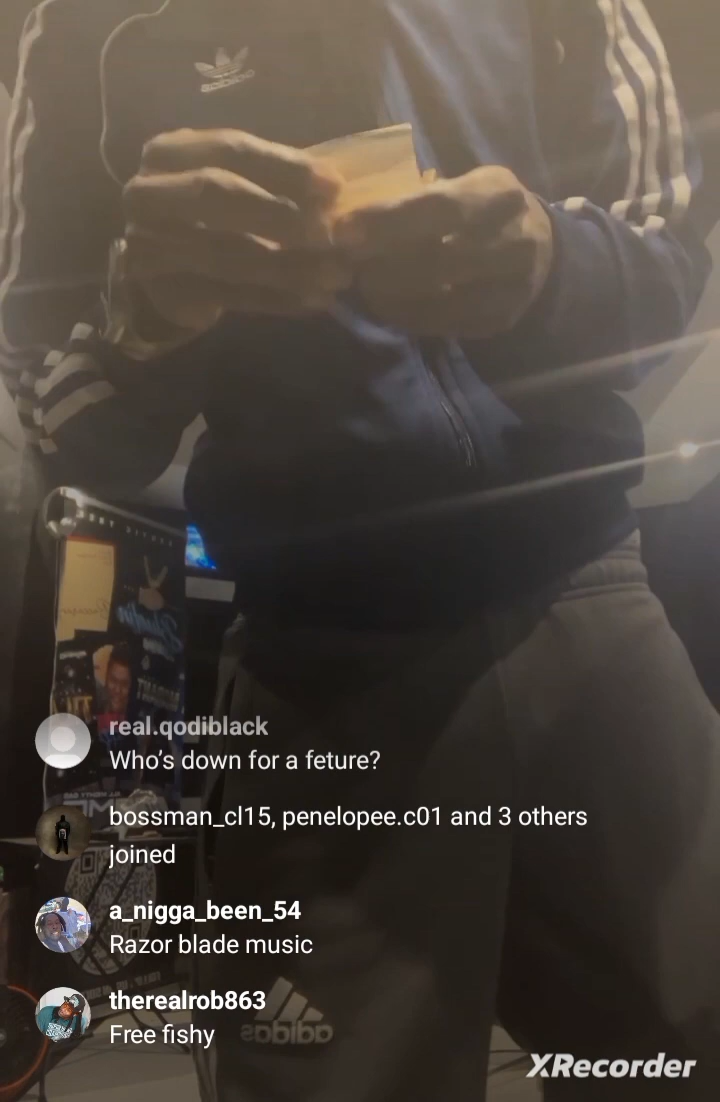 adidas
real.qodiblack
Who's down for a feture?
bossman_cl15, penelopee.c01 and 3 others
joined
a_nigga_been_54
Razor blade music
therealrob863
Free fishy
adidas
XRecorder